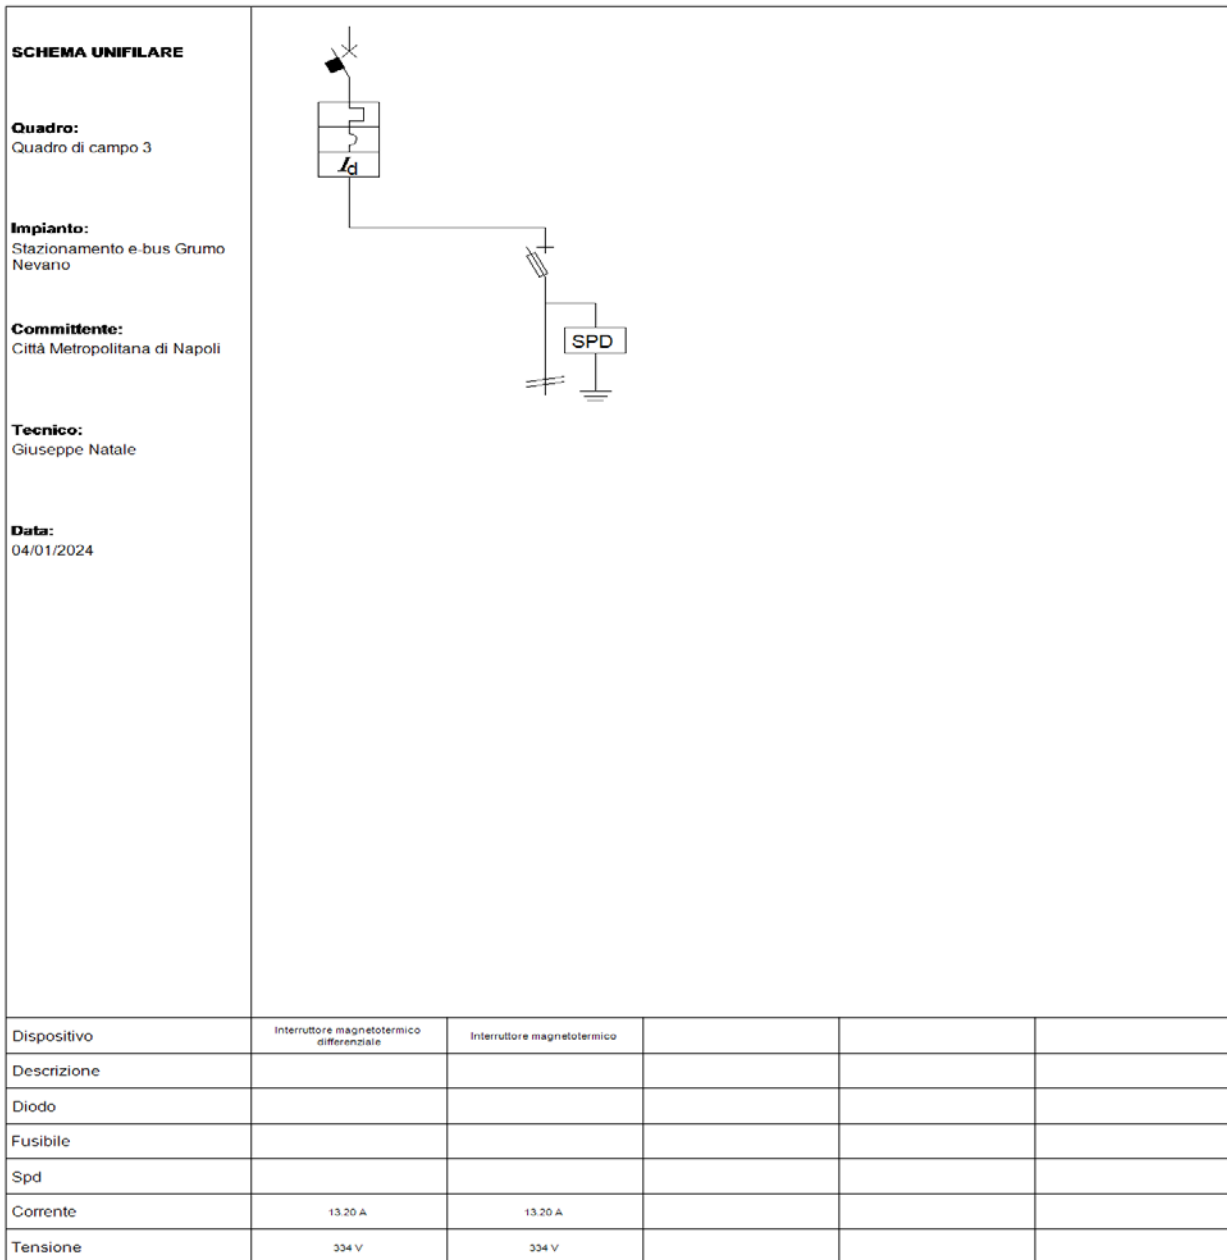 SCHEMA UNIFILARE
Quadro:
Quadro di campo 3
Impianto:
Stazionamento e-bus Grumo
Nevano
Committente:
Città Metropolitana di Napoli
Tecnico:
Giuseppe Natale
Data:
04/01/2024
Id
SPD
Dispositivo
Interruttore magnetotermico
differenziale
Interruttore magnetotermico
Descrizione
Diodo
Fusibile
Spd
Corrente 13.20 A 13.20 A
Tensione 334 V 334 V